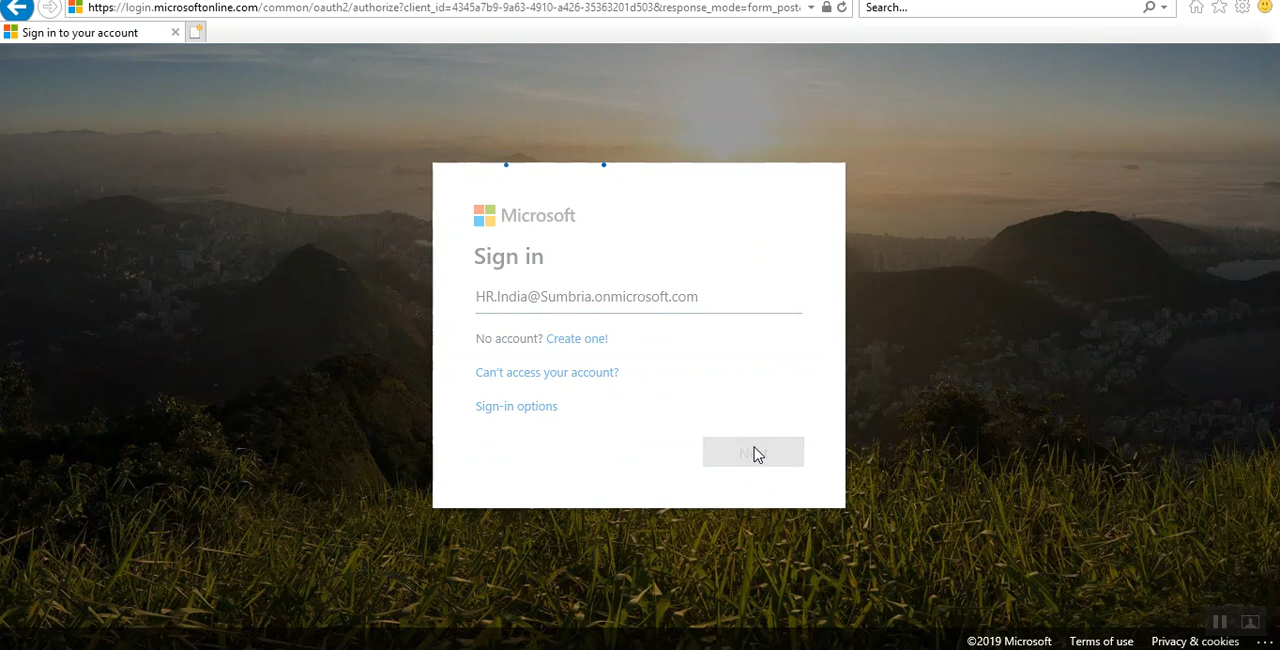 https://login.microsoftonline.com/common/oauth2/authorize?client_id=4345a7b9-9a63-4910-a426-35363201d503&response_mode=form_post
Search...
Sign in to your account
Microsoft
Sign in
HR.India@Sumbria.onmicrosoft.com
No account? Create one!
Can't access your account?
Sign-in options
©2019 Microsoft Terms of use Privacy & cookies ...